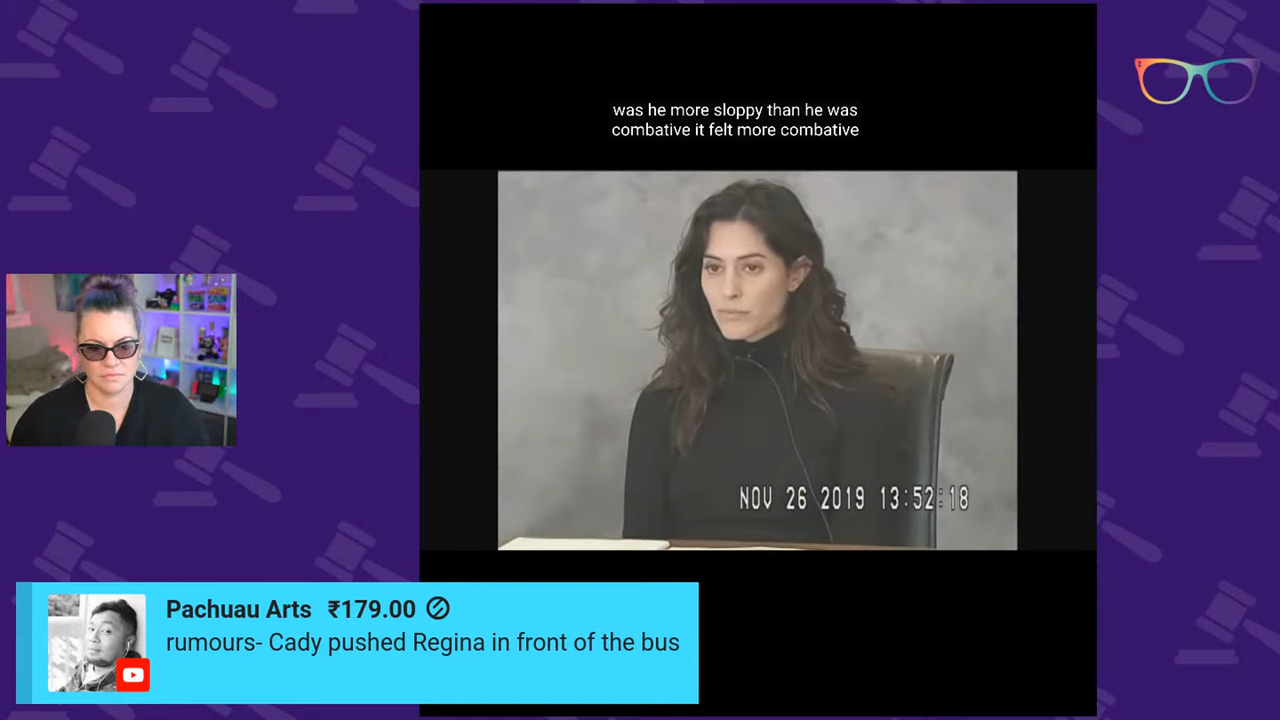 was he more sloppy than he was
combative it felt more combative
NOV 26 2019 13:52:18
Pachuau Arts ₹179.00
rumours- Cady pushed Regina in front of the bus